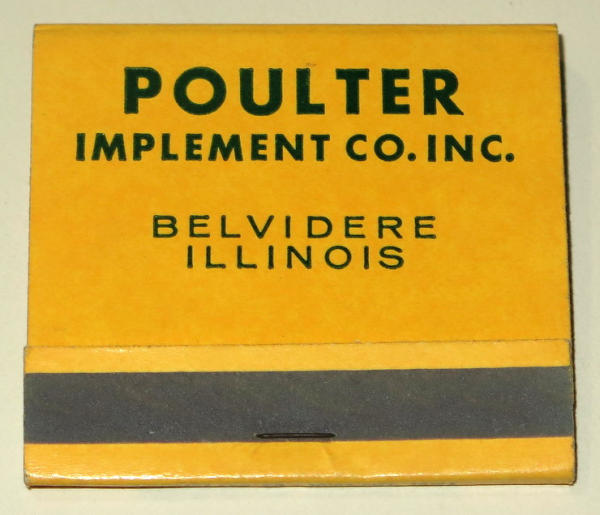 POULTER
IMPLEMENT CO. INC.
BELVIDERE
ILLINOIS